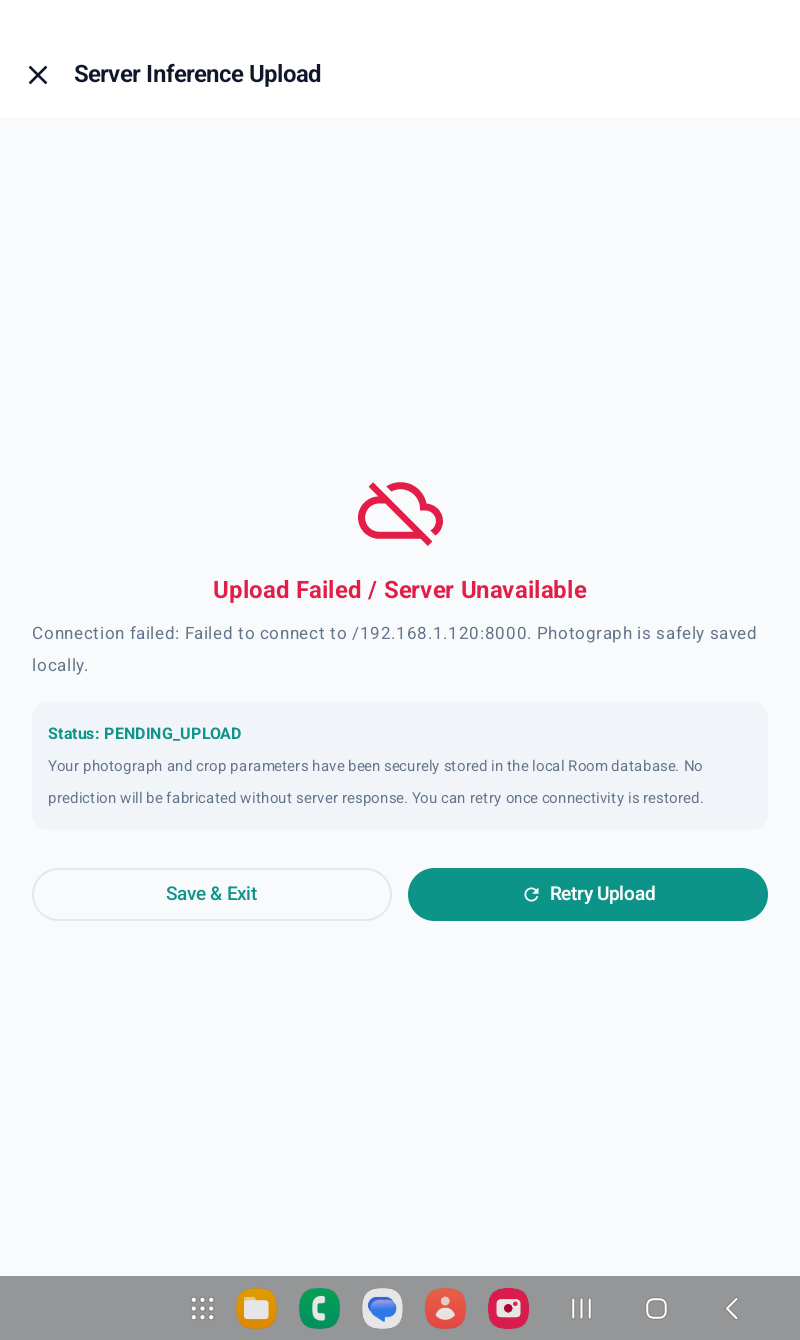 Server Inference Upload
Upload Failed / Server Unavailable
Connection failed: Failed to connect to /192.168.1.120:8000. Photograph is safely saved
locally.
Status: PENDING_UPLOAD
Your photograph and crop parameters have been securely stored in the local Room database. No
prediction will be fabricated without server response. You can retry once connectivity is restored.
Save & Exit
Retry Upload